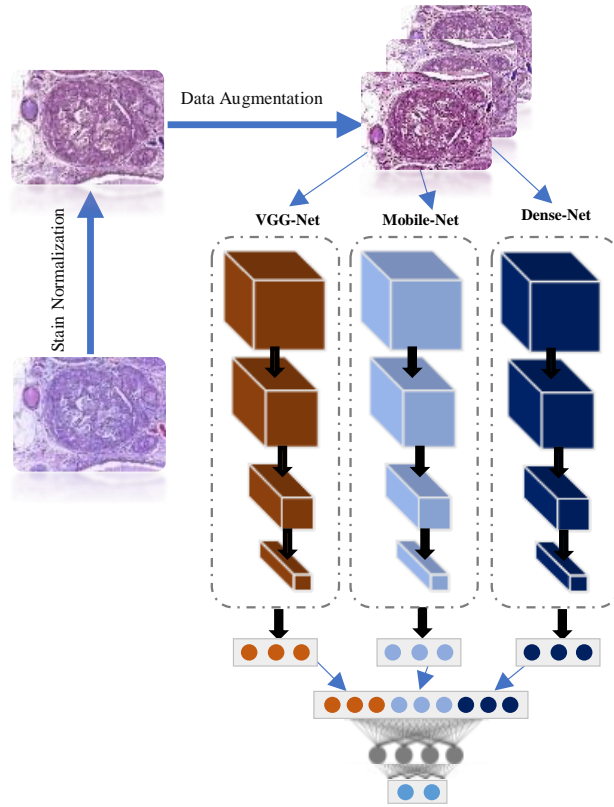 Data Augmentation
Stain Normalization
VGG-Net
Mobile-Net
Dense-Net